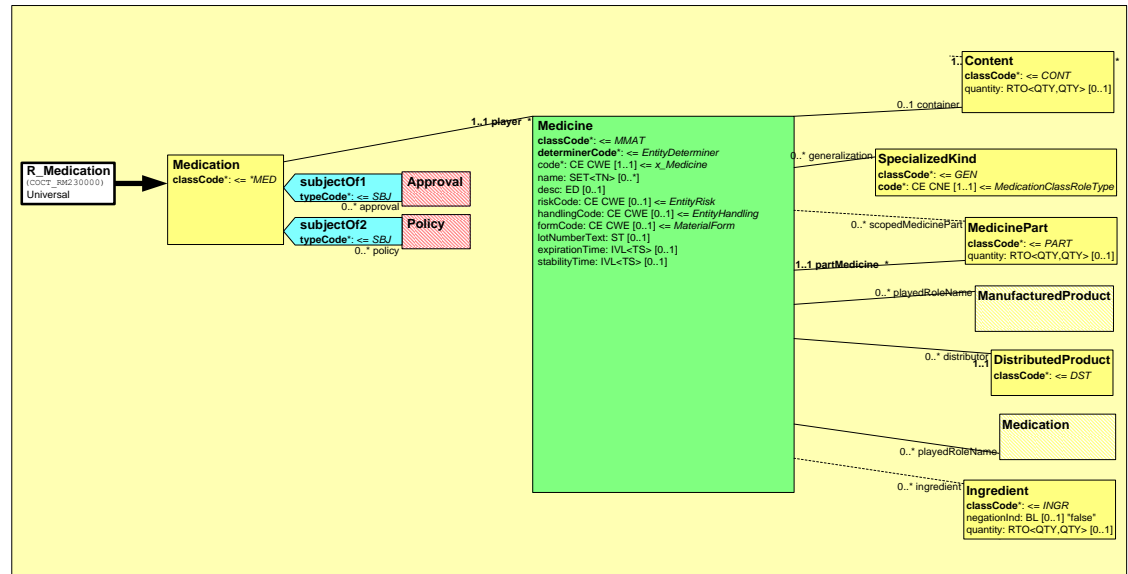 R_Medication
(COCT_RM230000)
Universal
Medication
classCode*: <= "MED
subjectOf1
typeCode*: <= SBJ
0..* approval
Approval
subjectOf2
typeCode*: <= SBJ
0..* policy
Policy
1..1 player *
Medicine
classCode*: <= MMAT
determinerCode*: <= EntityDeterminer
code*: CE CWE [1..1] <= x_Medicine
name: SET<TN> [0..*]
desc: ED [0..1]
riskCode: CE CWE [0..1] <= EntityRisk
handlingCode: CE CWE [0..1] <= EntityHandling
formCode: CE CWE [0..1] <= MaterialForm
lotNumberText: ST [0..1]
expirationTime: IVL<TS> [0..1]
stabilityTime: IVL<TS> [0..1]
1..
*
Content
classCode*: <= CONT
quantity: RTO<QTY,QTY> [0..1]
0..1 container
0..* generalization
SpecializedKind
classCode*: <= GEN
code*: CE CNE [1..1] <= MedicationClassRoleType
0..* scopedMedicinePart
MedicinePart
classCode*: <= PART
quantity: RTO<QTY,QTY> [0..1]
1..1 partMedicine *
0..* playedRoleName
ManufacturedProduct
0..* distributor
1..1
DistributedProduct
classCode*: <= DST
Medication
0..* playedRoleName
0..* ingredient
Ingredient
classCode*: <= INGR
negationInd: BL [0..1] "false"
quantity: RTO<QTY,QTY> [0..1]